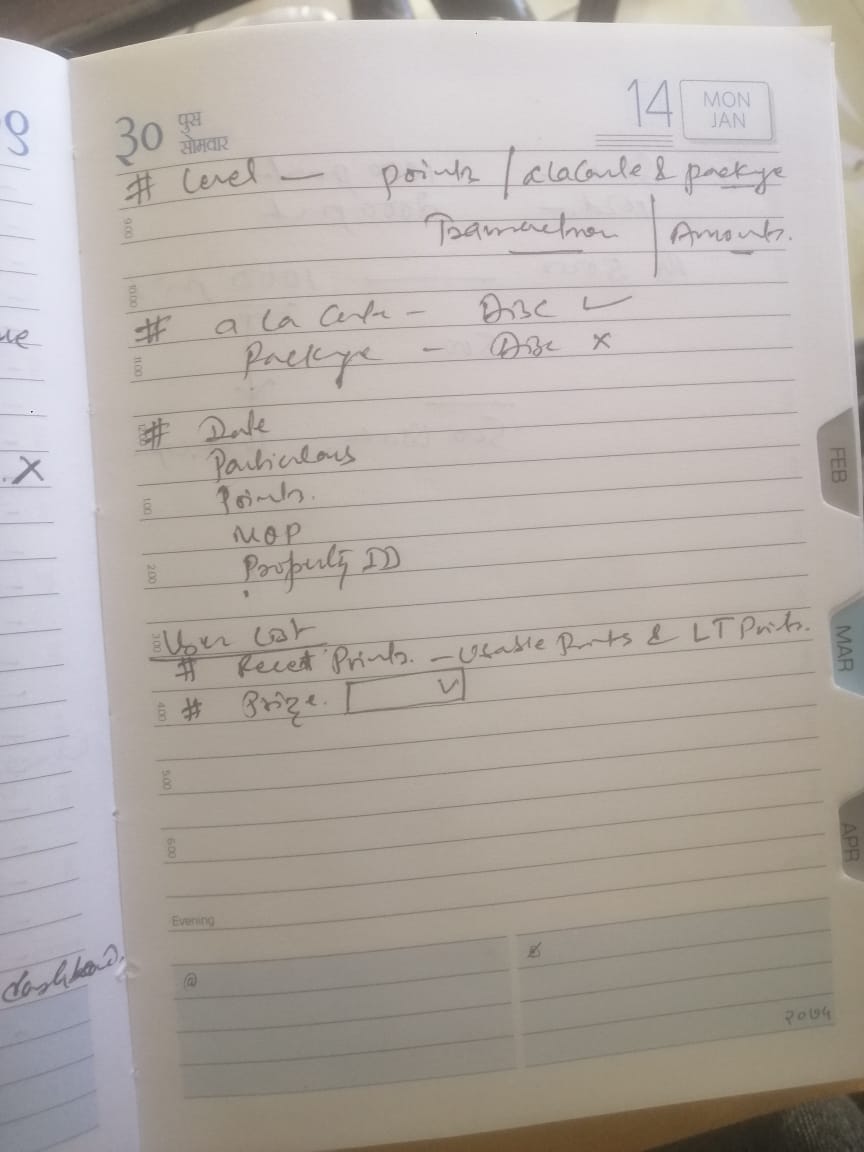 30 पुस सोमवार
14 MON JAN
# Level — points / alaCarte & package
Transaction | Amounts.
9.00
10.00
# a la Carte - Disc ✓
11.00
Package - Disc x
12.00
# Date
Particulars
1.00
Points.
MOP
2.00
Property ID
3.00
User List
# Recent Points. - Usable Points & LT Points.
4.00
# Prize. ✓
5.00
6.00
Evening
@
dashboard.
X
FEB
MAR
APR